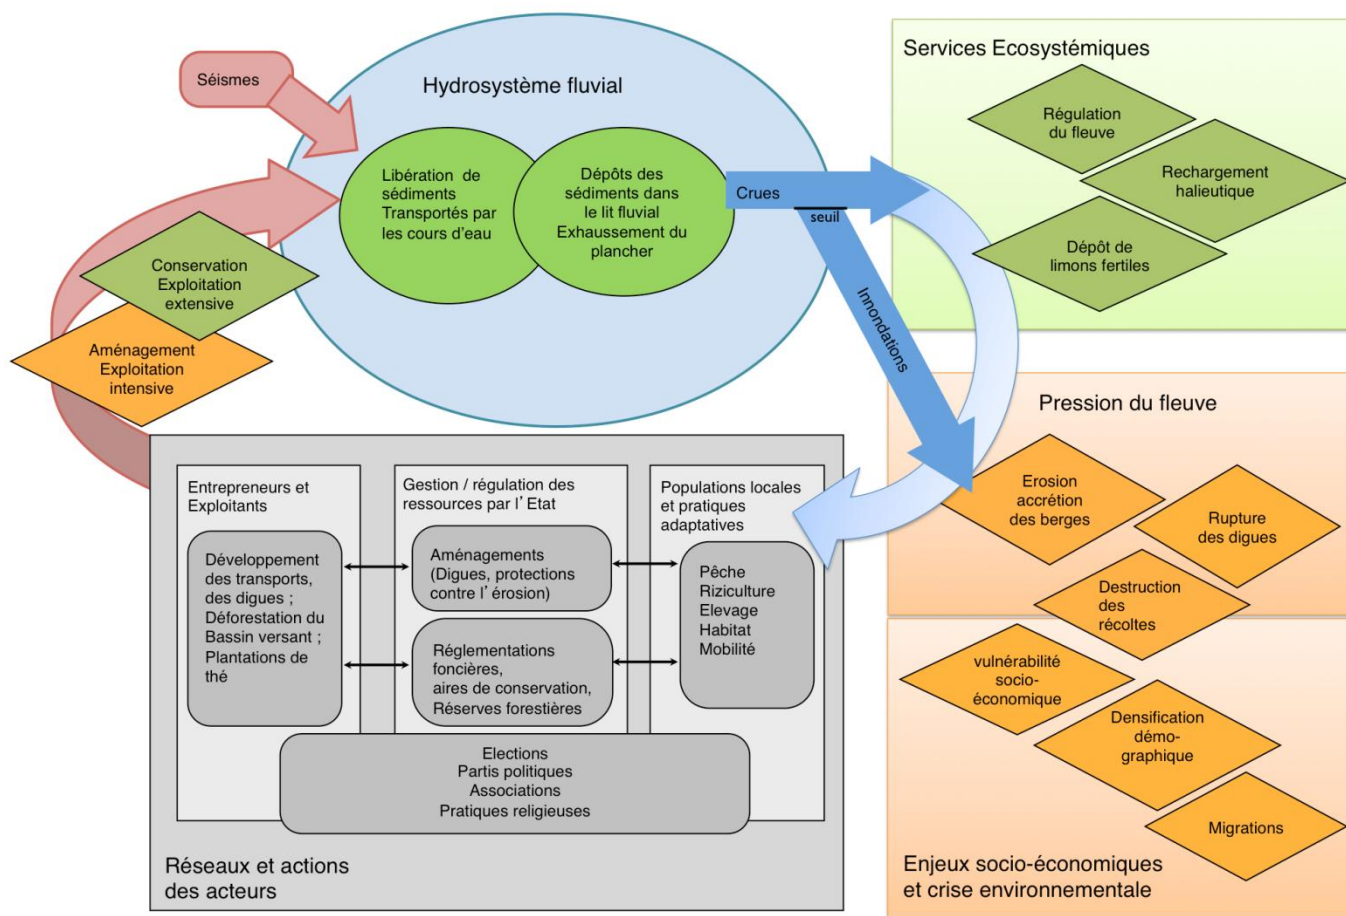 Séismes
Hydrosystème fluvial
Libération de
sédiments
Transportés par
les cours d'eau
Dépôts des
sédiments dans
le lit fluvial
Exhaussement du
plancher
Crues
seuil
Innondations
Services Ecosystémiques
Régulation
du fleuve
Rechargement
halieutique
Dépôt de
limons fertiles
Conservation
Exploitation
extensive
Aménagement
Exploitation
intensive
Pression du fleuve
Erosion
accrétion
des berges
Rupture
des digues
Destruction
des
récoltes
vulnérabilité
socio-
économique
Densification
démo-
graphique
Migrations
Enjeux socio-économiques
et crise environnementale
Entrepreneurs et
Exploitants
Développement
des transports,
des digues ;
Déforestation du
Bassin versant ;
Plantations de
thé
Gestion / régulation des
ressources par l'Etat
Aménagements
(Digues, protections
contre l'érosion)
Réglementations
foncières,
aires de conservation,
Réserves forestières
Populations locales
et pratiques
adaptatives
Pêche
Riziculture
Elevage
Habitat
Mobilité
Elections
Partis politiques
Associations
Pratiques religieuses
Réseaux et actions
des acteurs